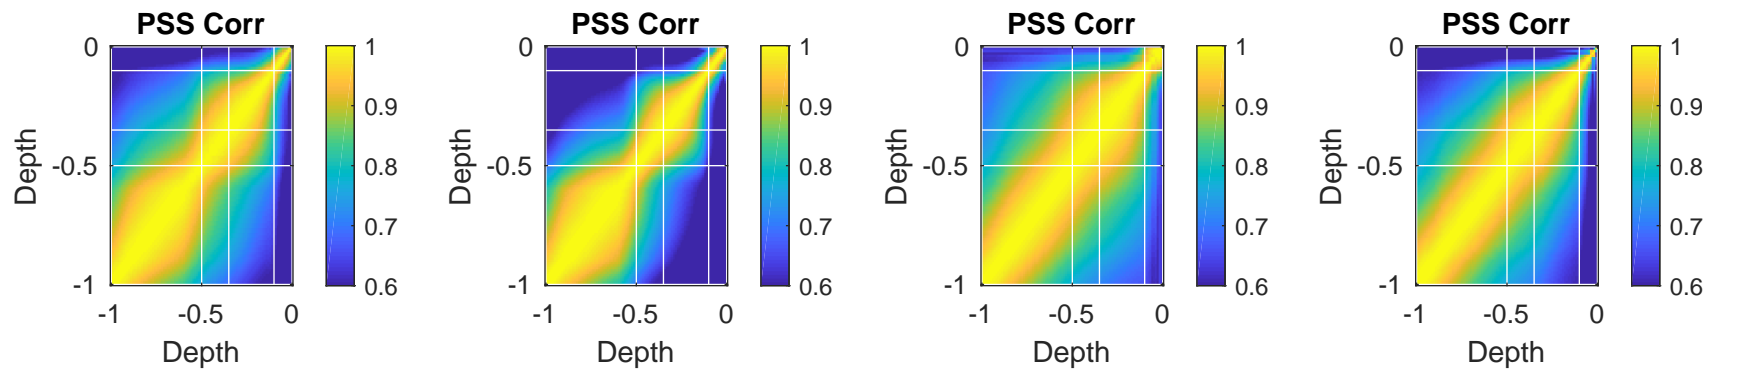 PSS Corr PSS Corr PSS Corr PSS Corr
0 1 0 1 0 1 0 1
0.9 0.9 0.9 0.9
Depth -0.5 0.8 Depth -0.5 0.8 Depth -0.5 0.8 Depth -0.5 0.8
0.7 0.7 0.7 0.7
-1 0.6 -1 0.6 -1 0.6 -1 0.6
-1 -0.5 0 -1 -0.5 0 -1 -0.5 0 -1 -0.5 0
Depth Depth Depth Depth